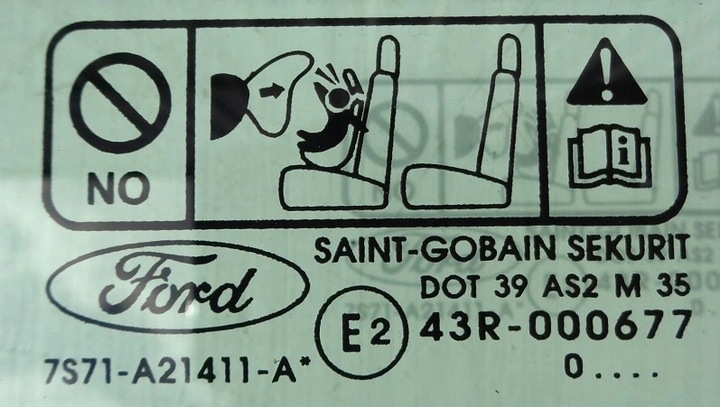 NO
i
Ford
SAINT-GOBAIN SEKURIT
DOT 39 AS2 M 35
E2
43R-000677
7S71-A21411-A*
0....